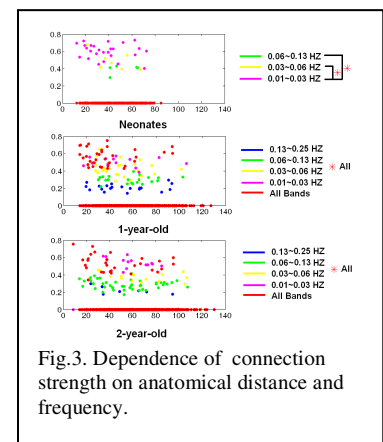 0.8
0.6
0.4
0.2
0
0 20 40 60 80 100 120 140
Neonates
0.06~0.13 HZ
0.03~0.06 HZ
0.01~0.03 HZ
0.8
0.6
0.4
0.2
0
0 20 40 60 80 100 120 140
1-year-old
0.13~0.25 HZ
0.06~0.13 HZ
0.03~0.06 HZ
0.01~0.03 HZ
All Bands
* All
0.8
0.6
0.4
0.2
0
0 20 40 60 80 100 120 140
2-year-old
0.13~0.25 HZ
0.06~0.13 HZ
0.03~0.06 HZ
0.01~0.03 HZ
All Bands
* All
Fig.3. Dependence of connection
strength on anatomical distance and
frequency.